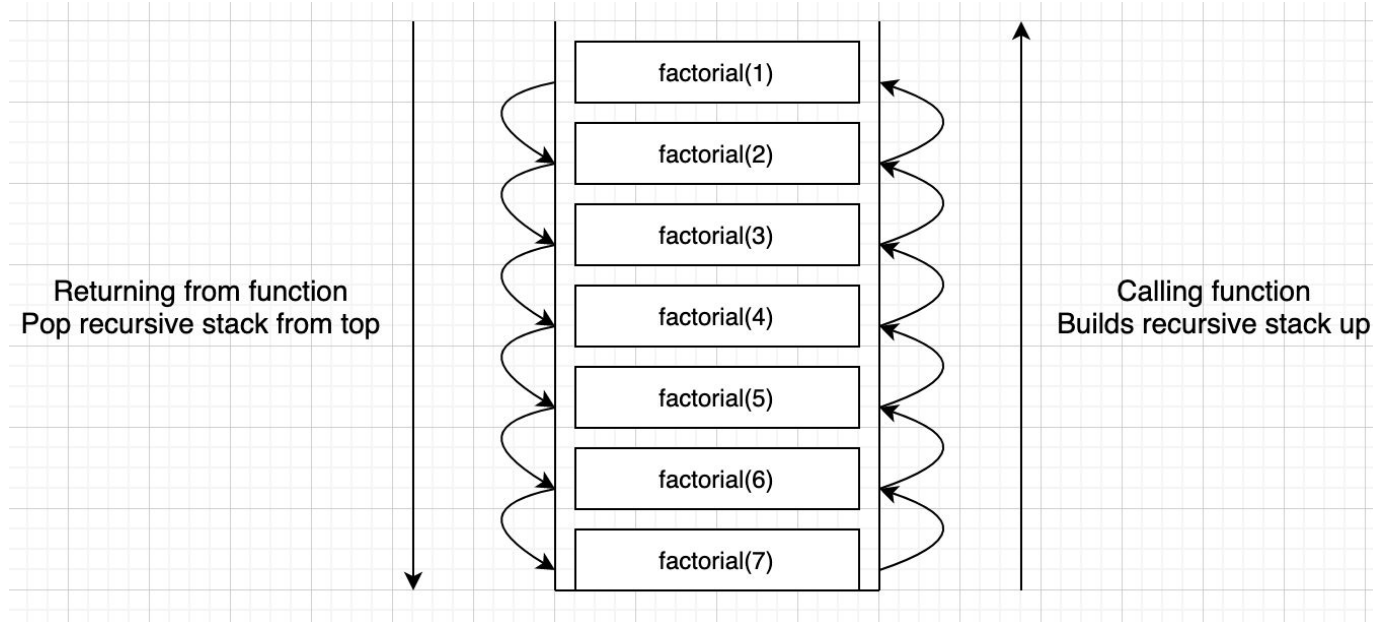 factorial(1)
factorial(2)
factorial(3)
factorial(4)
factorial(5)
factorial(6)
factorial(7)
Returning from function
Pop recursive stack from top
Calling function
Builds recursive stack up